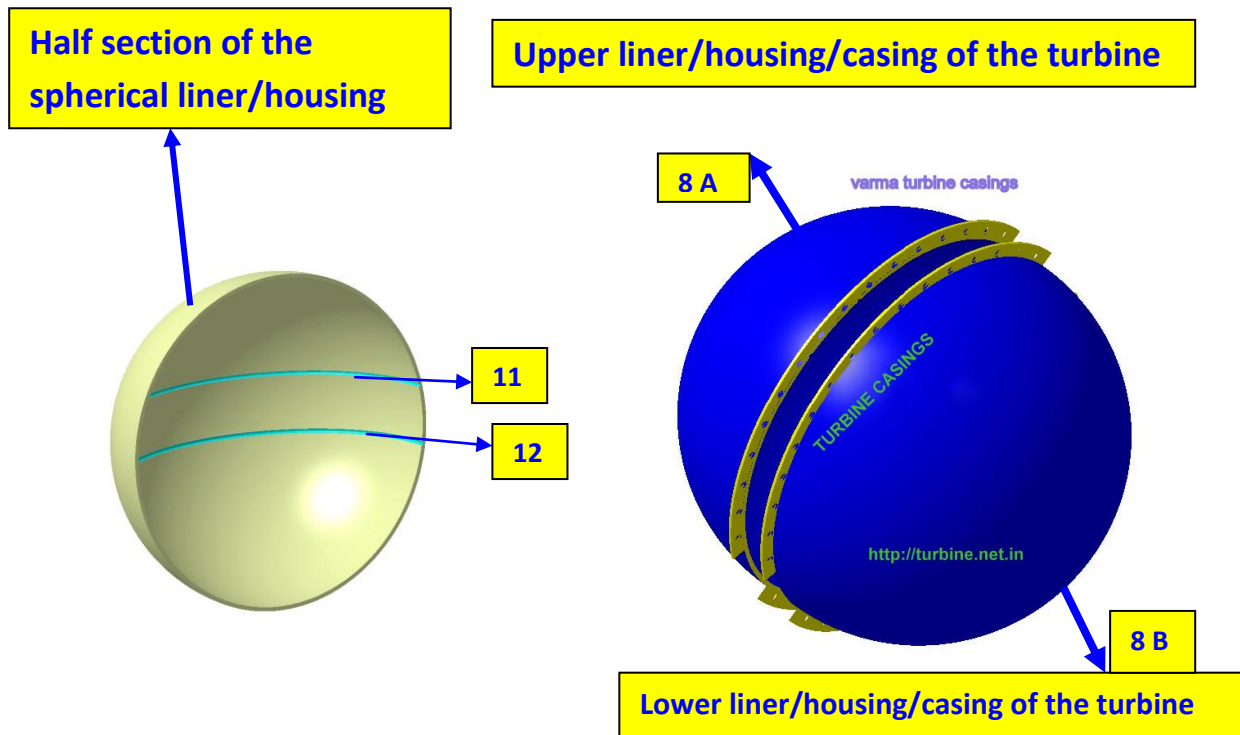 Half section of the
spherical liner/housing
Upper liner/housing/casing of the turbine
8 A
varma turbine casings
11
12
TURBINE CASINGS
http://turbine.net.in
8 B
Lower liner/housing/casing of the turbine